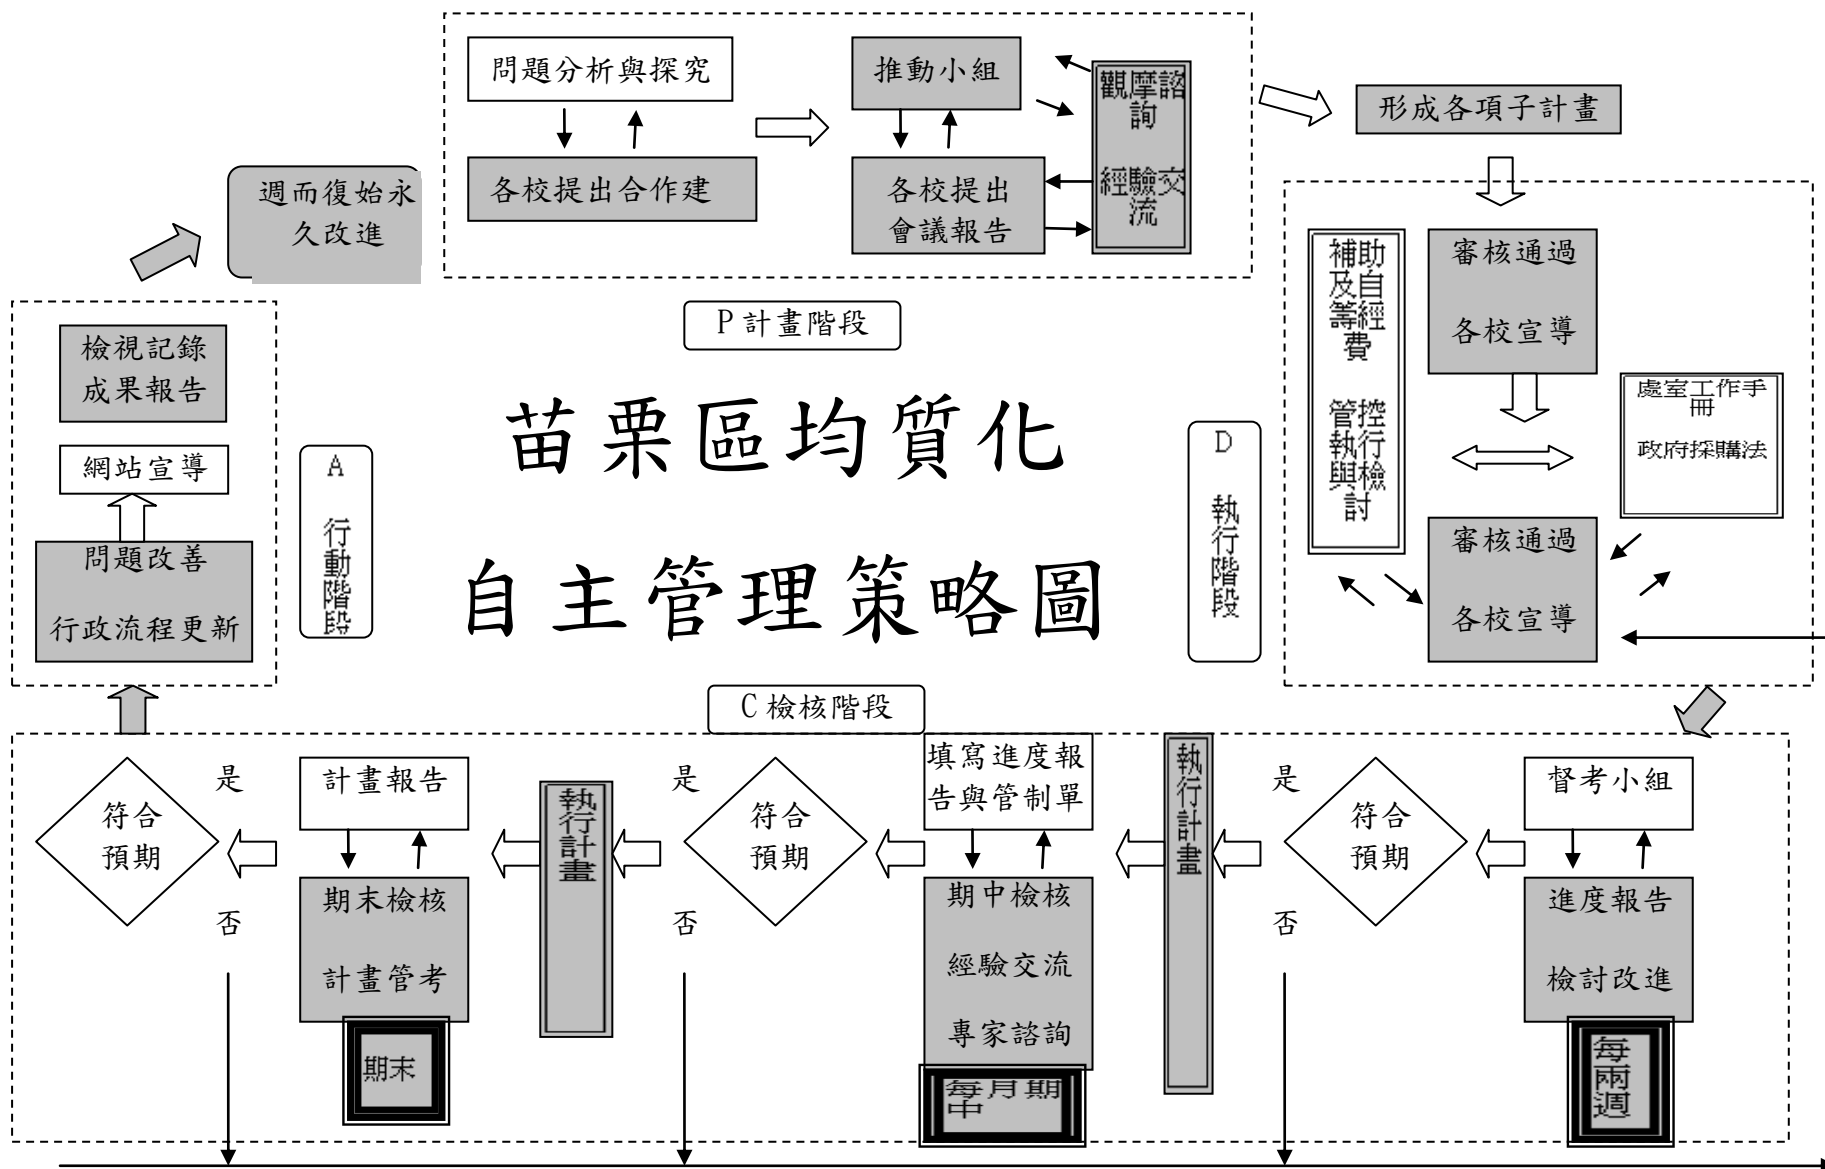 問題分析與探究
各校提出合作建
推動小組
各校提出
會議報告
觀摩諮
詢
經驗交
流
形成各項子計畫
週而復始永
久改進
P 計畫階段
檢視記錄
成果報告
網站宣導
問題改善
行政流程更新
A
行動階段
苗栗區均質化
自主管理策略圖
D
執行階段
補助
及自
籌經
費
管控
執行
與檢
討
審核通過
各校宣導
處室工作手
冊
政府採購法
審核通過
各校宣導
C 檢核階段
督考小組
進度報告
檢討改進
每兩週
符合
預期
是
否
執行計畫
填寫進度報
告與管制單
期中檢核
經驗交流
專家諮詢
每月期
中
符合
預期
是
否
執行計畫
計畫報告
期末檢核
計畫管考
期末
符合
預期
是
否